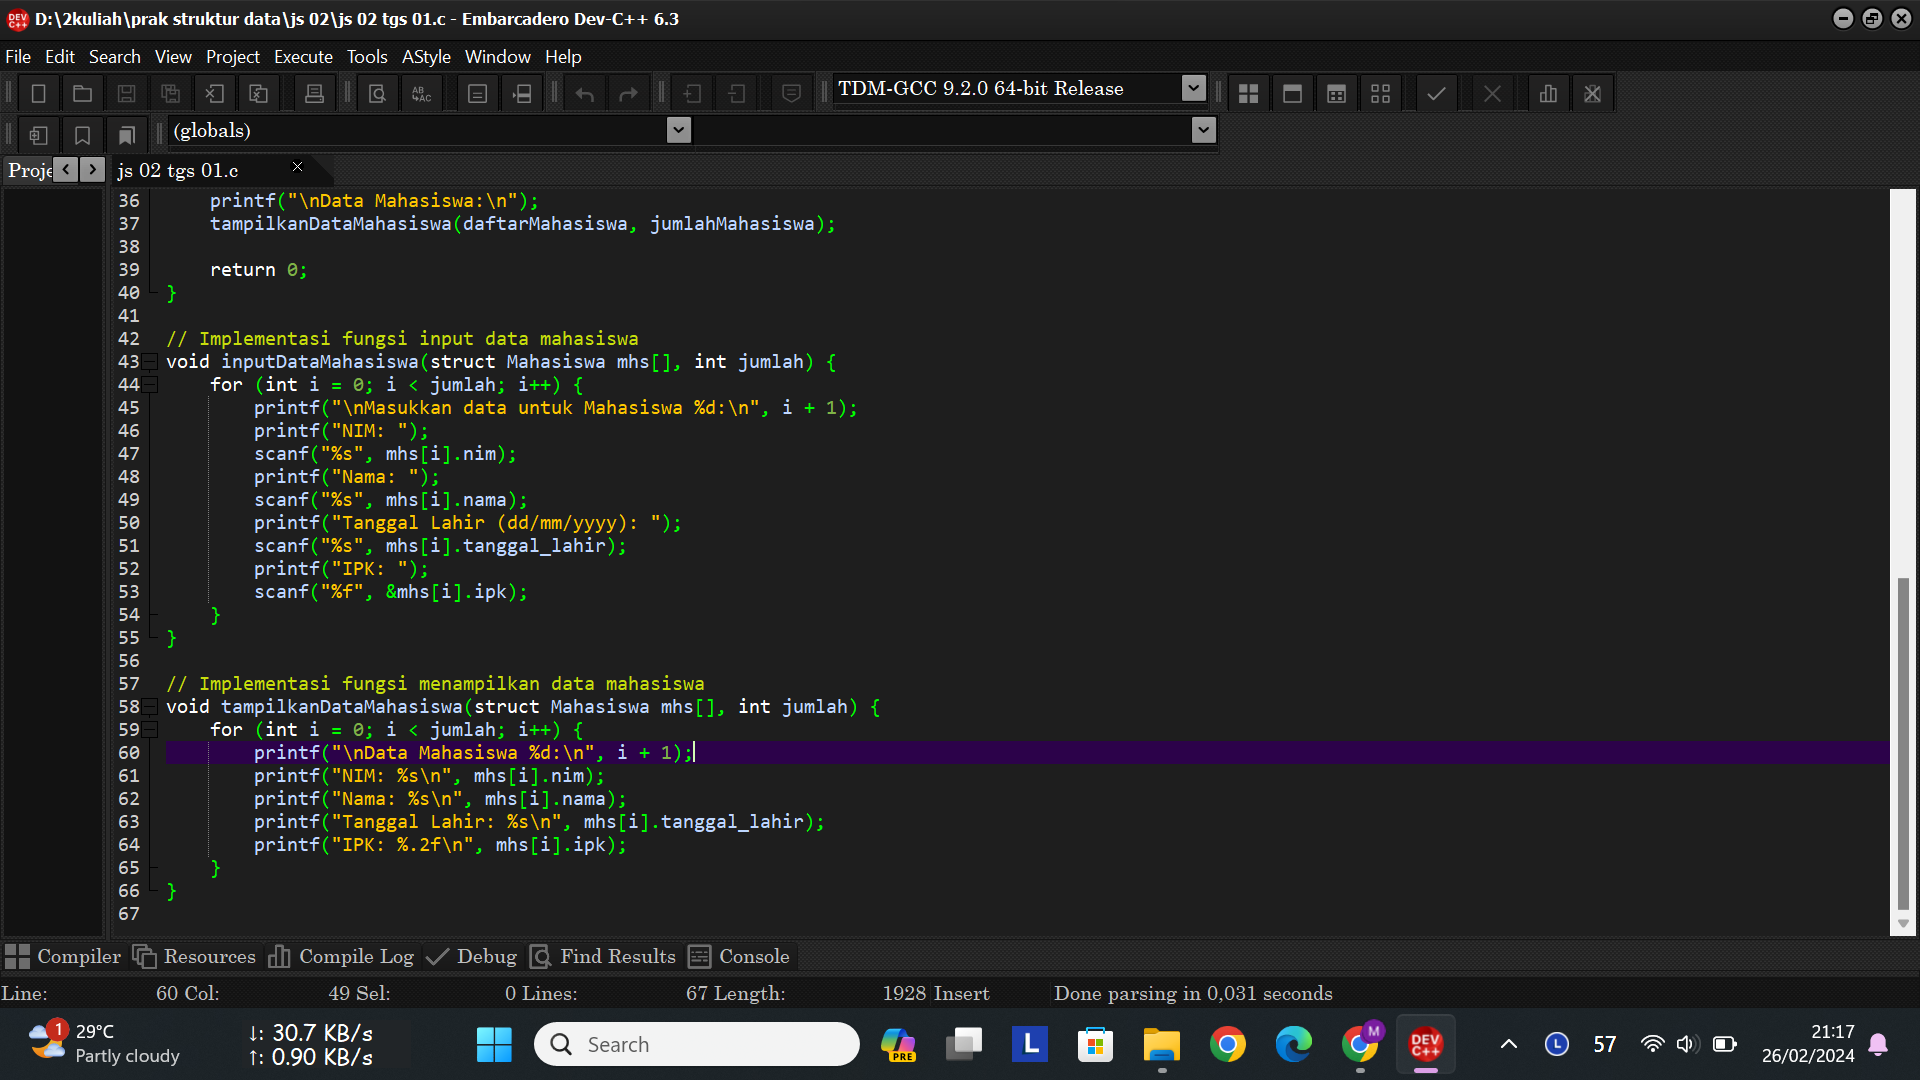 D:\2kuliah\prak struktur data\js 02\js 02 tgs 01.c - Embarcadero Dev-C++ 6.3
File Edit Search View Project Execute Tools AStyle Window Help
TDM-GCC 9.2.0 64-bit Release
(globals)
Proje
js 02 tgs 01.c
36 printf("\nData Mahasiswa:\n");
37 tampilkanDataMahasiswa(daftarMahasiswa, jumlahMahasiswa);
38
39 return 0;
40 }
41
42 // Implementasi fungsi input data mahasiswa
43 void inputDataMahasiswa(struct Mahasiswa mhs[], int jumlah) {
44 for (int i = 0; i < jumlah; i++) {
45 printf("\nMasukkan data untuk Mahasiswa %d:\n", i + 1);
46 printf("NIM: ");
47 scanf("%s", mhs[i].nim);
48 printf("Nama: ");
49 scanf("%s", mhs[i].nama);
50 printf("Tanggal Lahir (dd/mm/yyyy): ");
51 scanf("%s", mhs[i].tanggal_lahir);
52 printf("IPK: ");
53 scanf("%f", &mhs[i].ipk);
54 }
55 }
56
57 // Implementasi fungsi menampilkan data mahasiswa
58 void tampilkanDataMahasiswa(struct Mahasiswa mhs[], int jumlah) {
59 for (int i = 0; i < jumlah; i++) {
60 printf("\nData Mahasiswa %d:\n", i + 1);
61 printf("NIM: %s\n", mhs[i].nim);
62 printf("Nama: %s\n", mhs[i].nama);
63 printf("Tanggal Lahir: %s\n", mhs[i].tanggal_lahir);
64 printf("IPK: %.2f\n", mhs[i].ipk);
65 }
66 }
67
Compiler Resources Compile Log Debug Find Results Console
Line: 60 Col: 49 Sel: 0 Lines: 67 Length: 1928 Insert Done parsing in 0,031 seconds
1
29°C
Partly cloudy
↓: 30.7 KB/s
↑: 0.90 KB/s
Search
PRE
L
M
DEV C++
L
57
21:17
26/02/2024